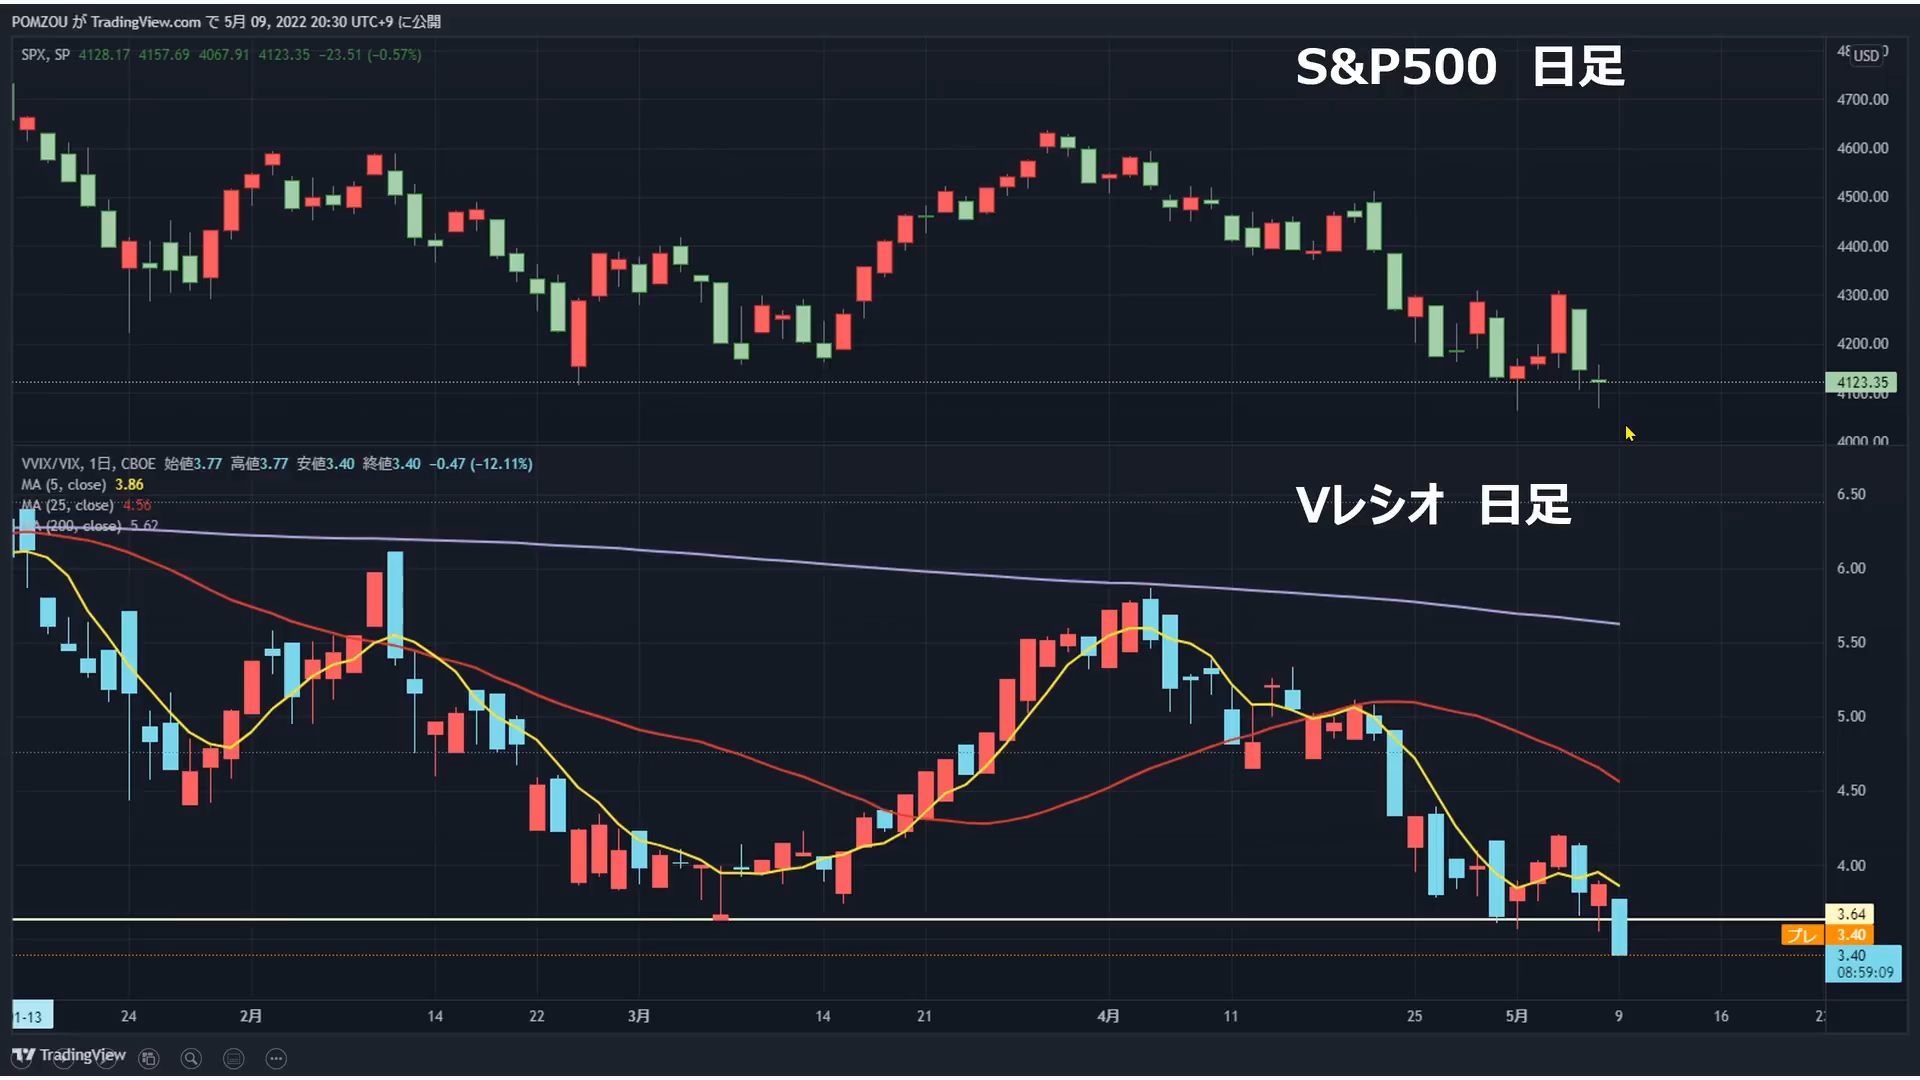 POMZOU が TradingView.com で 5月 09, 2022 20:30 UTC+9 に公開
SPX, SP 4128.17 4157.69 4067.91 4123.35 −23.51 (−0.57%)
S&P500 日足
USD
4700.00
4600.00
4500.00
4400.00
4300.00
4200.00
4123.35
4100.00
4000.00
VVIX/VIX, 1日, CBOE 始値3.77 高値3.77 安値3.40 終値3.40 −0.47 (−12.11%)
MA (5, close) 3.86
MA (25, close) 4.56
MA (200, close) 5.62
Vレシオ 日足
6.50
6.00
5.50
5.00
4.50
4.00
3.64
プレ 3.40
3.40
08:59:09
1-13 24 2月 14 22 3月 14 21 4月 11 25 5月 9 16
TradingView